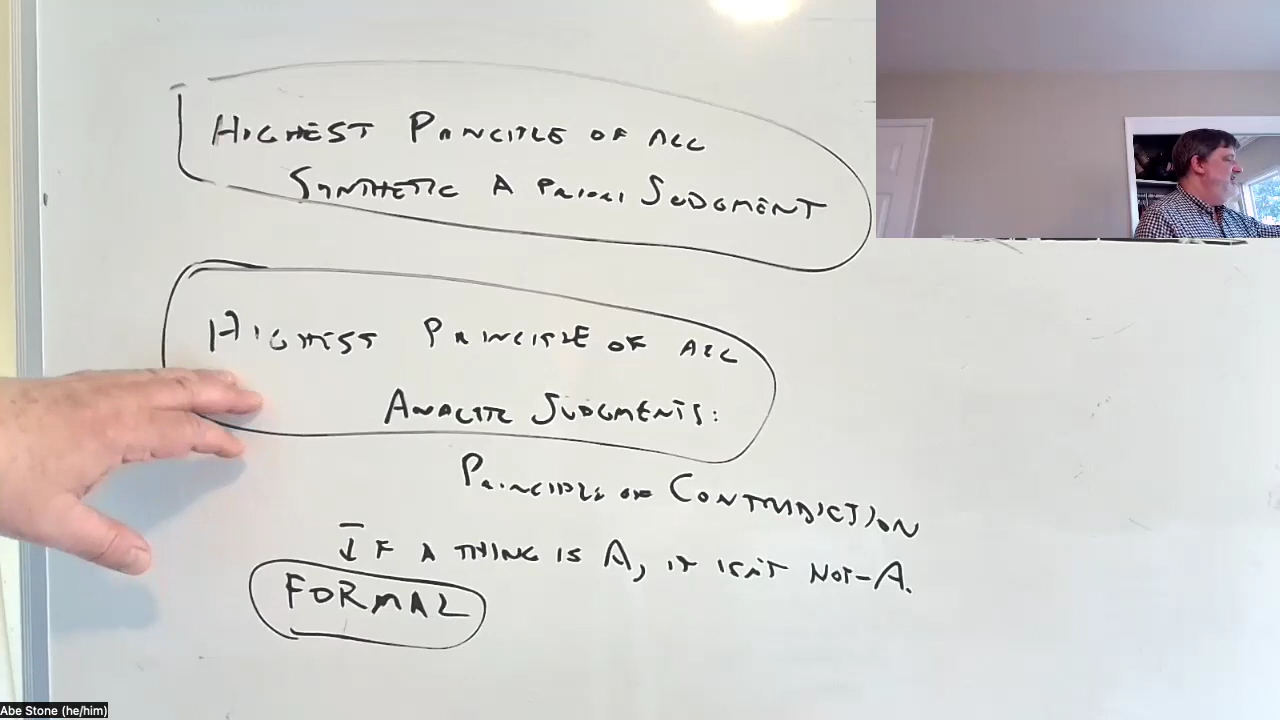 HIGHEST PRINCIPLE OF ALL
SYNTHETIC A PRIORI JUDGMENT
HIGHEST PRINCIPLE OF ALL
ANALYTIC JUDGMENTS:
PRINCIPLE OF CONTRADICTION
IF A THING IS A, IT ISN'T NOT-A.
FORMAL
Abe Stone (he/him)